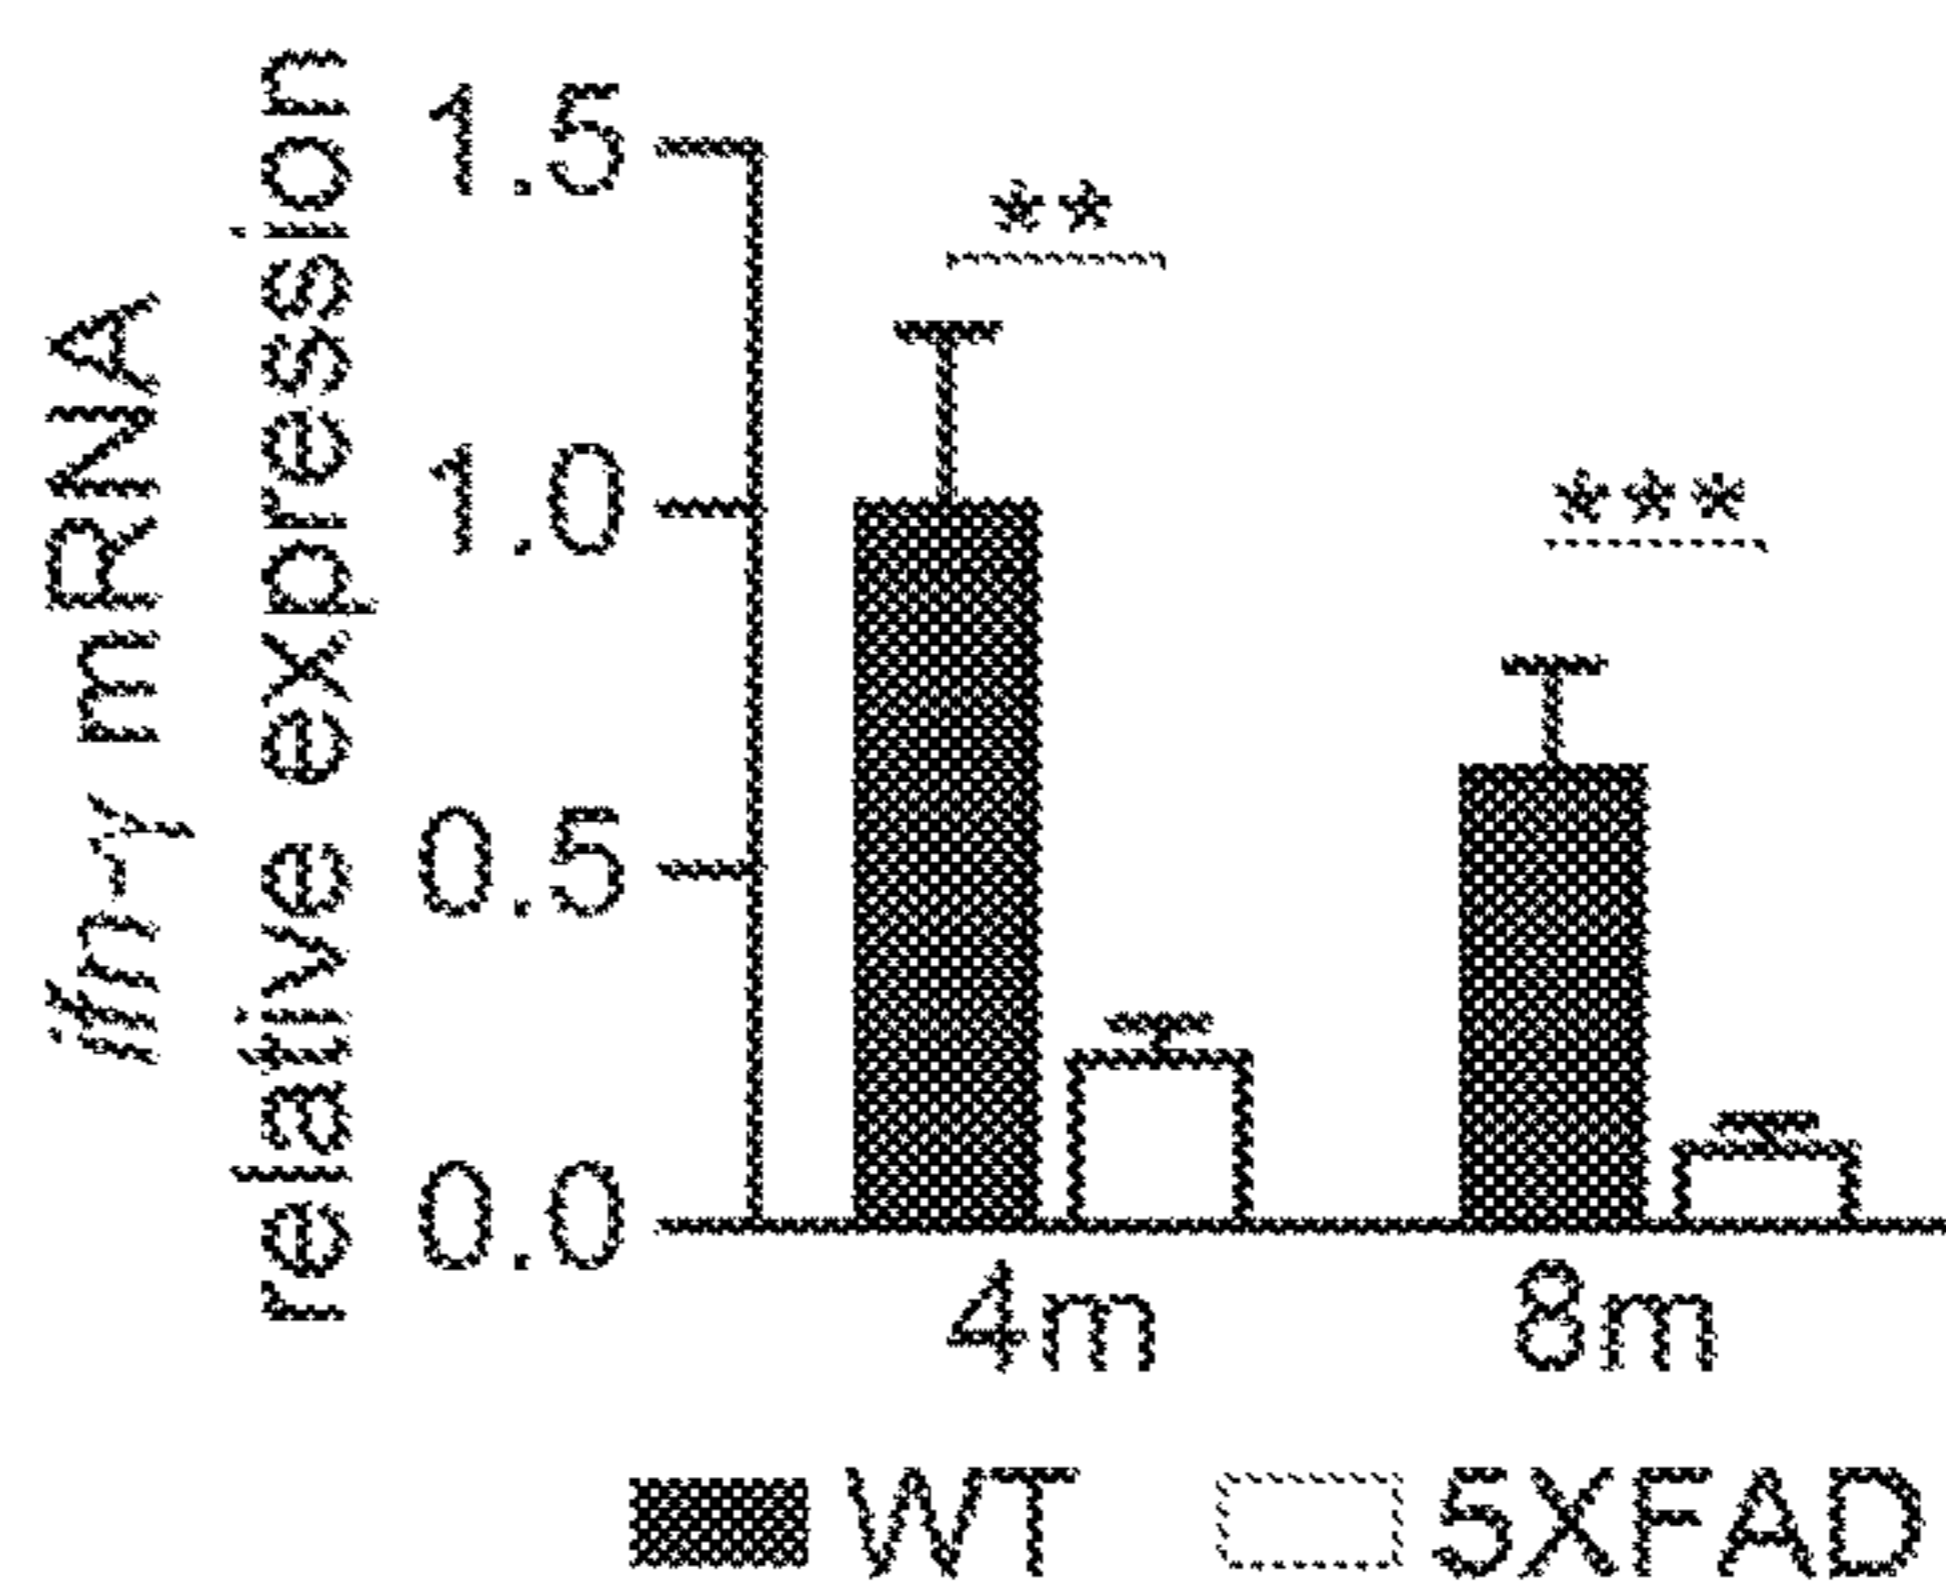 ifn-γ mRNA
relative expression
1.5
1.0
0.5
0.0
**
***
4m 8m
WT 5XFAD